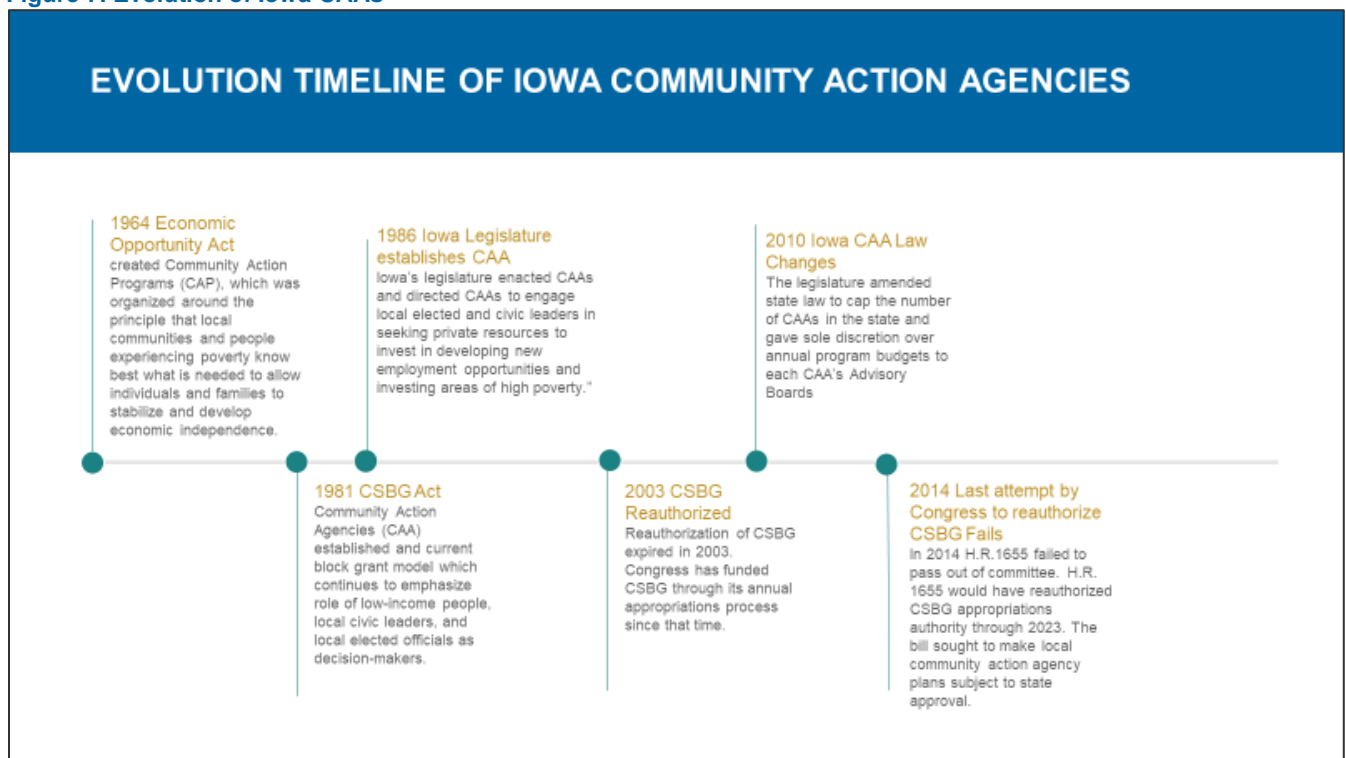 EVOLUTION TIMELINE OF IOWA COMMUNITY ACTION AGENCIES
1964 Economic
Opportunity Act
created Community Action
Programs (CAP), which was
organized around the
principle that local
communities and people
experiencing poverty know
best what is needed to allow
individuals and families to
stabilize and develop
economic independence.
1986 Iowa Legislature
establishes CAA
Iowa's legislature enacted CAAs
and directed CAAs to engage
local elected and civic leaders in
seeking private resources to
invest in developing new
employment opportunities and
investing areas of high poverty."
2010 Iowa CAA Law
Changes
The legislature amended
state law to cap the number
of CAAs in the state and
gave sole discretion over
annual program budgets to
each CAA's Advisory
Boards
1981 CSBG Act
Community Action
Agencies (CAA)
established and current
block grant model which
continues to emphasize
role of low-income people,
local civic leaders, and
local elected officials as
decision-makers.
2003 CSBG
Reauthorized
Reauthorization of CSBG
expired in 2003.
Congress has funded
CSBG through its annual
appropriations process
since that time.
2014 Last attempt by
Congress to reauthorize
CSBG Fails
In 2014 H.R.1655 failed to
pass out of committee. H.R.
1655 would have reauthorized
CSBG appropriations
authority through 2023. The
bill sought to make local
community action agency
plans subject to state
approval.